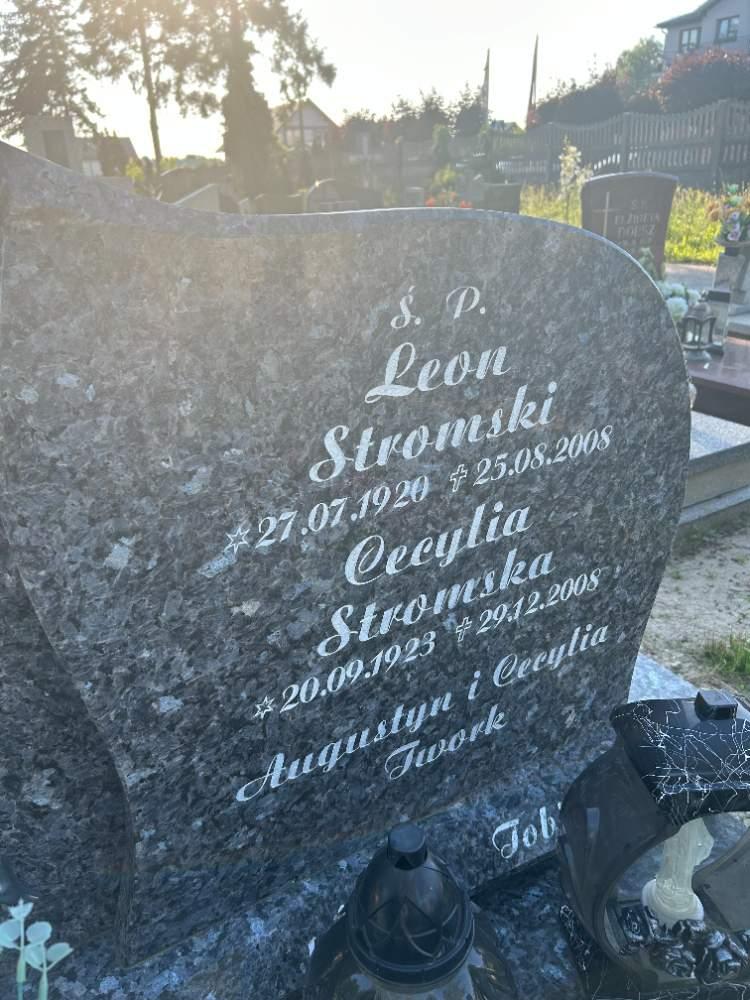 Ś. P.
Leon
Stromski
☆27.07.1920 ✝25.08.2008
Cecylia
Stromska
☆20.09.1923 ✝29.12.2008
Augustyn i Cecylia
Twork
Ś.P.
ELŻBIETA